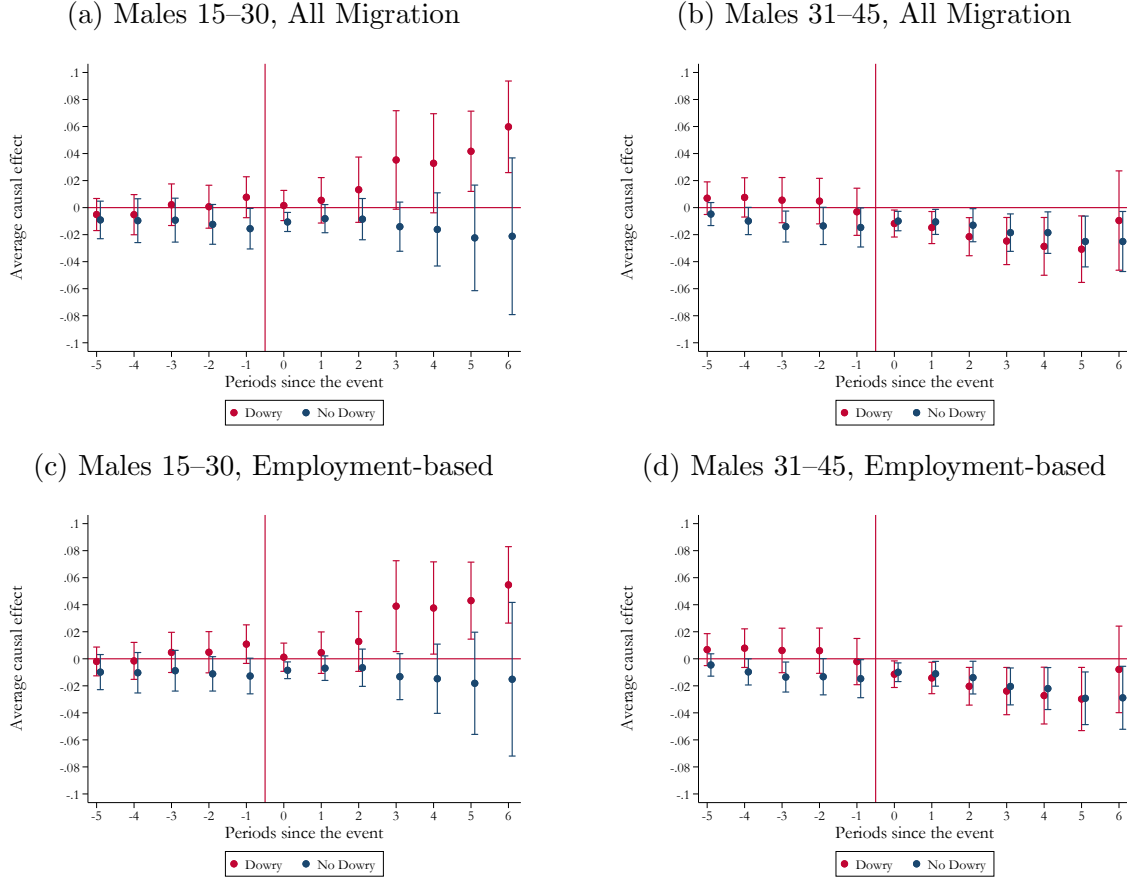 (a) Males 15–30, All Migration
Average causal effect
.1
.08
.06
.04
.02
0
-.02
-.04
-.06
-.08
-.1
-5 -4 -3 -2 -1 0 1 2 3 4 5 6
Periods since the event
Dowry No Dowry
(b) Males 31–45, All Migration
Average causal effect
.1
.08
.06
.04
.02
0
-.02
-.04
-.06
-.08
-.1
-5 -4 -3 -2 -1 0 1 2 3 4 5 6
Periods since the event
Dowry No Dowry
(c) Males 15–30, Employment-based
Average causal effect
.1
.08
.06
.04
.02
0
-.02
-.04
-.06
-.08
-.1
-5 -4 -3 -2 -1 0 1 2 3 4 5 6
Periods since the event
Dowry No Dowry
(d) Males 31–45, Employment-based
Average causal effect
.1
.08
.06
.04
.02
0
-.02
-.04
-.06
-.08
-.1
-5 -4 -3 -2 -1 0 1 2 3 4 5 6
Periods since the event
Dowry No Dowry